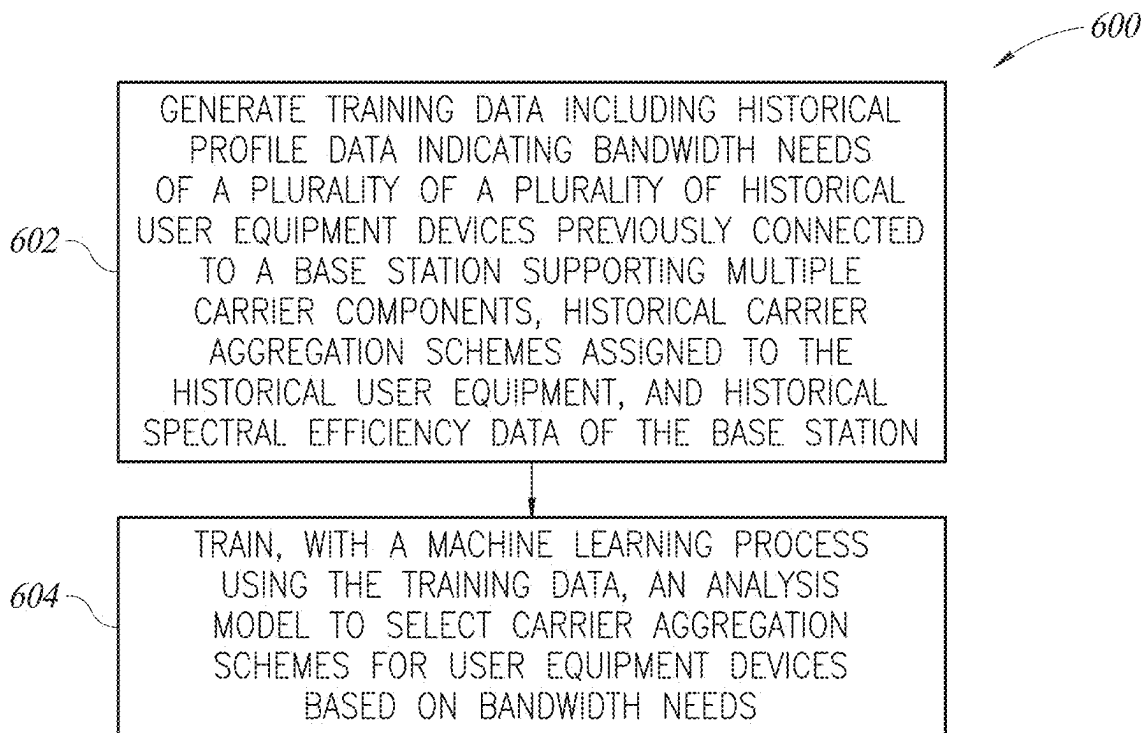 600
GENERATE TRAINING DATA INCLUDING HISTORICAL
PROFILE DATA INDICATING BANDWIDTH NEEDS
OF A PLURALITY OF A PLURALITY OF HISTORICAL
USER EQUIPMENT DEVICES PREVIOUSLY CONNECTED
TO A BASE STATION SUPPORTING MULTIPLE
CARRIER COMPONENTS, HISTORICAL CARRIER
AGGREGATION SCHEMES ASSIGNED TO THE
HISTORICAL USER EQUIPMENT, AND HISTORICAL
SPECTRAL EFFICIENCY DATA OF THE BASE STATION
602
TRAIN, WITH A MACHINE LEARNING PROCESS
USING THE TRAINING DATA, AN ANALYSIS
MODEL TO SELECT CARRIER AGGREGATION
SCHEMES FOR USER EQUIPMENT DEVICES
BASED ON BANDWIDTH NEEDS
604